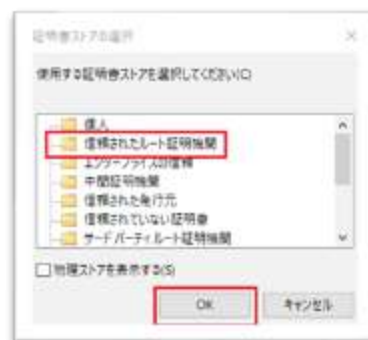 証明書ストアの選択
使用する証明書ストアを選択してください(C)
個人
信頼されたルート証明機関
エンタープライズの信頼
中間証明機関
信頼された発行元
信頼されていない証明書
サードパーティ ルート証明機関
物理ストアを表示する(S)
OK
キャンセル